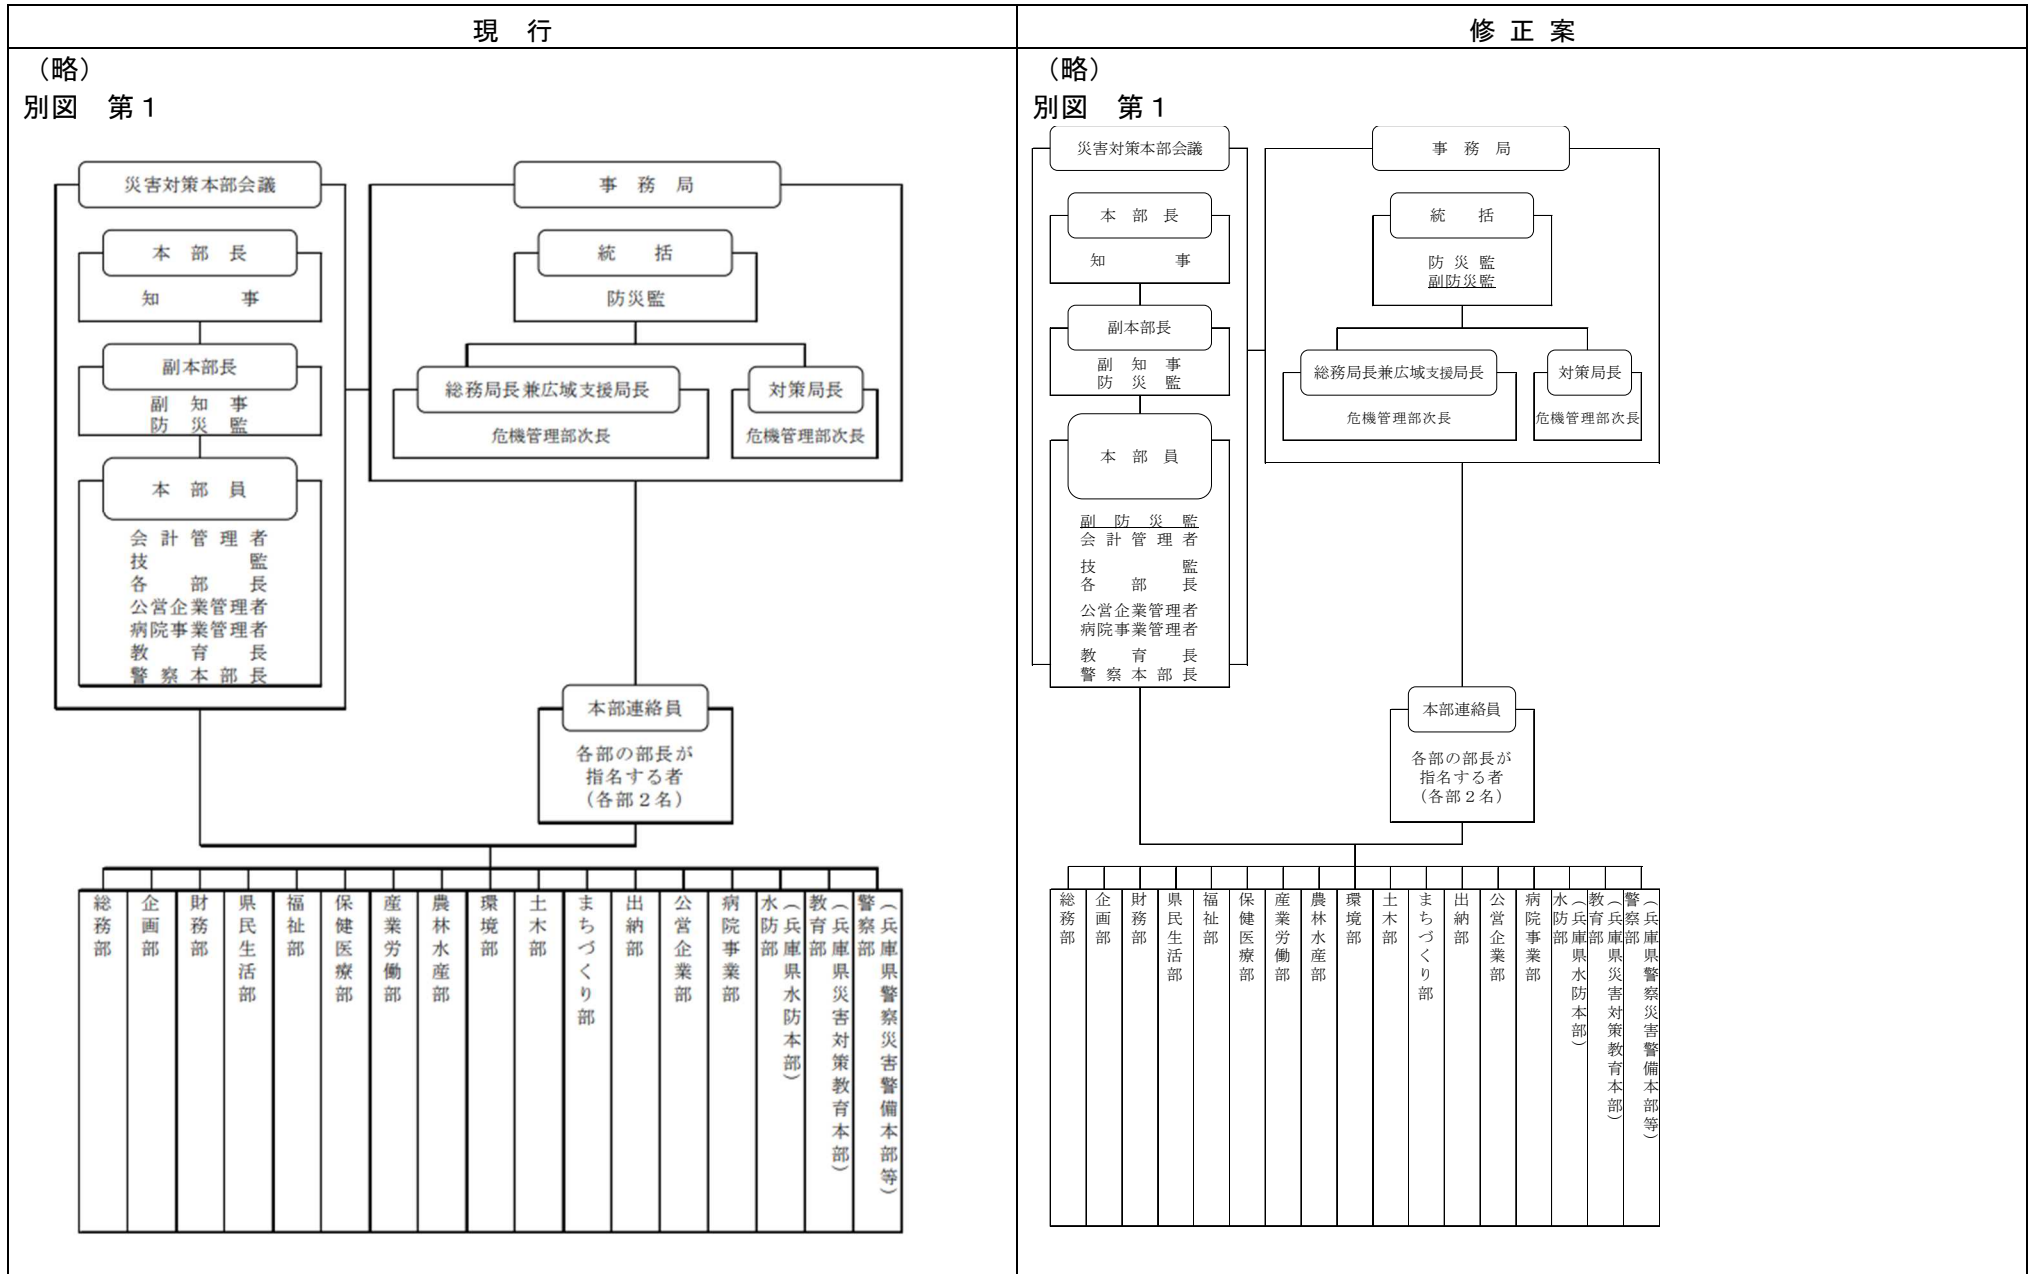 現　行
（略）
別図　第１
災害対策本部会議
本　部　長
知　　　　事
副本部長
副　知　事
防　災　監
本　部　員
会計管理者
技　　　　監
各　部　長
公営企業管理者
病院事業管理者
教　育　長
警察本部長
事　務　局
統　　括
防災監
総務局長兼広域支援局長
危機管理部次長
対策局長
危機管理部次長
本部連絡員
各部の部長が
指名する者
（各部２名）
総務部
企画部
財務部
県民生活部
福祉部
保健医療部
産業労働部
農林水産部
環境部
土木部
まちづくり部
出納部
公営企業部
病院事業部
水防部
（兵庫県水防本部）
教育部
（兵庫県災害対策教育本部）
警察部
（兵庫県警察災害警備本部等）
修 正 案
（略）
別図　第１
災害対策本部会議
本　部　長
知　　　　事
副本部長
副　知　事
防　災　監
本　部　員
副　防　災　監
会計管理者
技　　　　監
各　部　長
公営企業管理者
病院事業管理者
教　育　長
警察本部長
事　務　局
統　　括
防 災 監
副防災監
総務局長兼広域支援局長
危機管理部次長
対策局長
危機管理部次長
本部連絡員
各部の部長が
指名する者
（各部２名）
総務部
企画部
財務部
県民生活部
福祉部
保健医療部
産業労働部
農林水産部
環境部
土木部
まちづくり部
出納部
公営企業部
病院事業部
水防部
（兵庫県水防本部）
教育部
（兵庫県災害対策教育本部）
警察部
（兵庫県警察災害警備本部等）